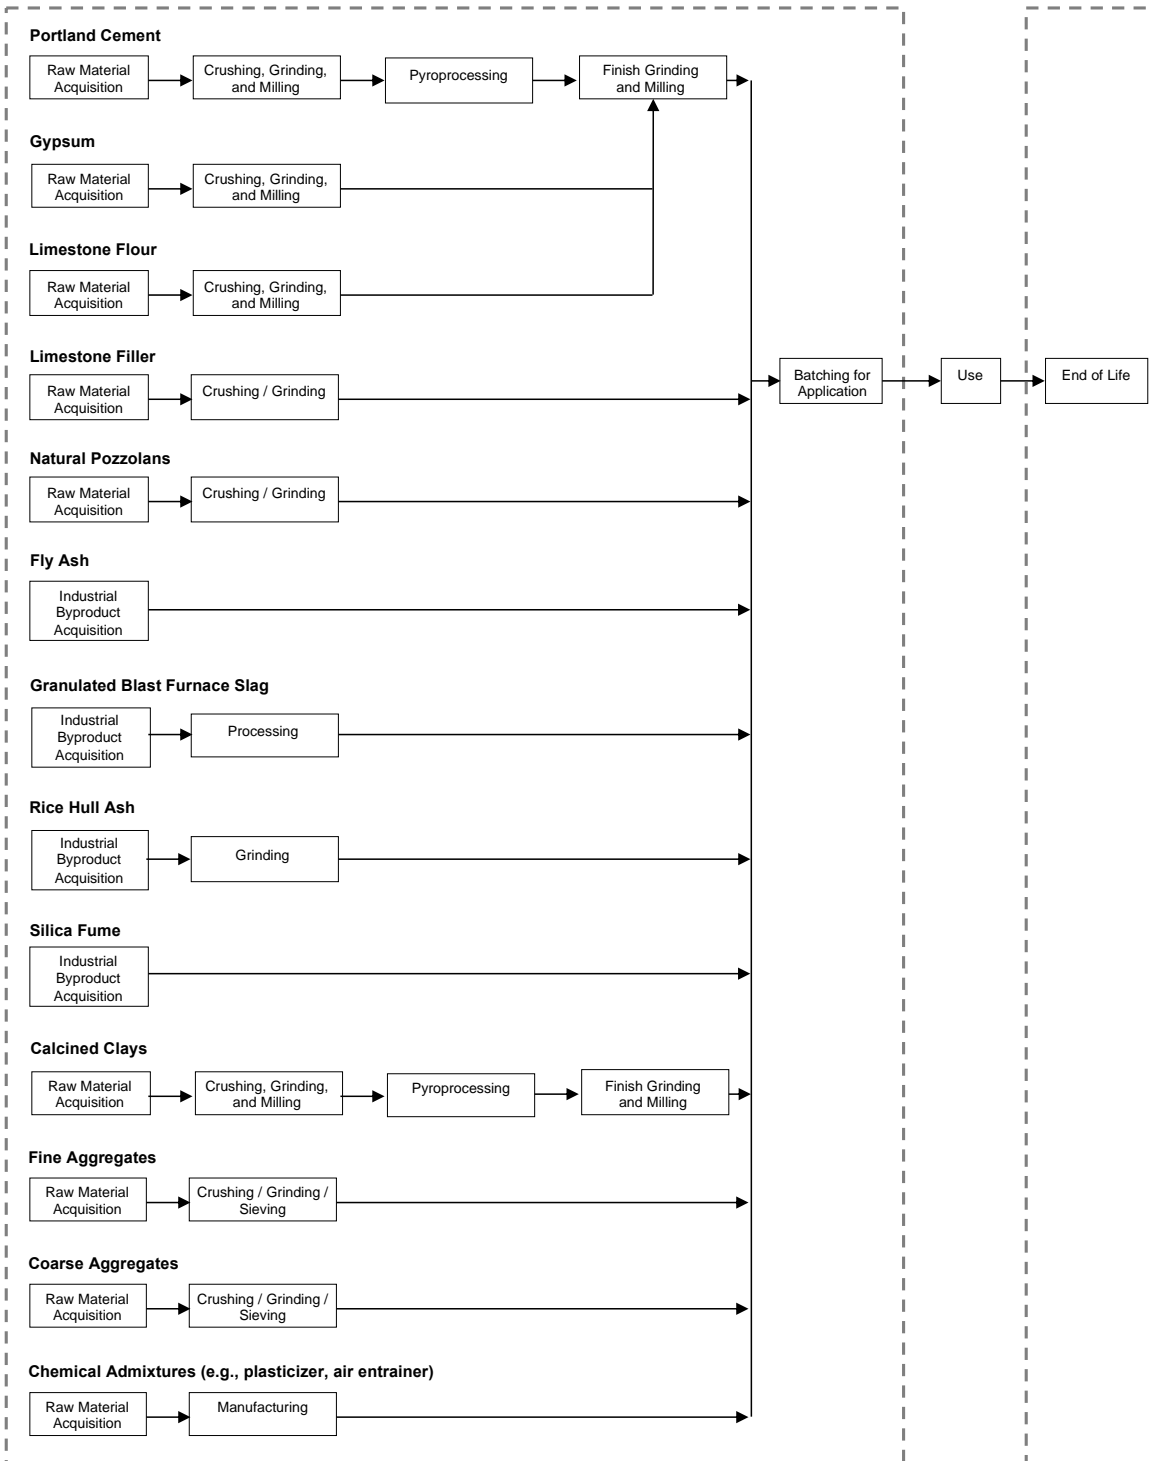 Portland Cement
Raw Material
Acquisition
Crushing, Grinding,
and Milling
Pyroprocessing
Finish Grinding
and Milling
Gypsum
Raw Material
Acquisition
Crushing, Grinding,
and Milling
Limestone Flour
Raw Material
Acquisition
Crushing, Grinding,
and Milling
Limestone Filler
Raw Material
Acquisition
Crushing / Grinding
Batching for
Application
Use
End of Life
Natural Pozzolans
Raw Material
Acquisition
Crushing / Grinding
Fly Ash
Industrial
Byproduct
Acquisition
Granulated Blast Furnace Slag
Industrial
Byproduct
Acquisition
Processing
Rice Hull Ash
Industrial
Byproduct
Acquisition
Grinding
Silica Fume
Industrial
Byproduct
Acquisition
Calcined Clays
Raw Material
Acquisition
Crushing, Grinding,
and Milling
Pyroprocessing
Finish Grinding
and Milling
Fine Aggregates
Raw Material
Acquisition
Crushing / Grinding /
Sieving
Coarse Aggregates
Raw Material
Acquisition
Crushing / Grinding /
Sieving
Chemical Admixtures (e.g., plasticizer, air entrainer)
Raw Material
Acquisition
Manufacturing